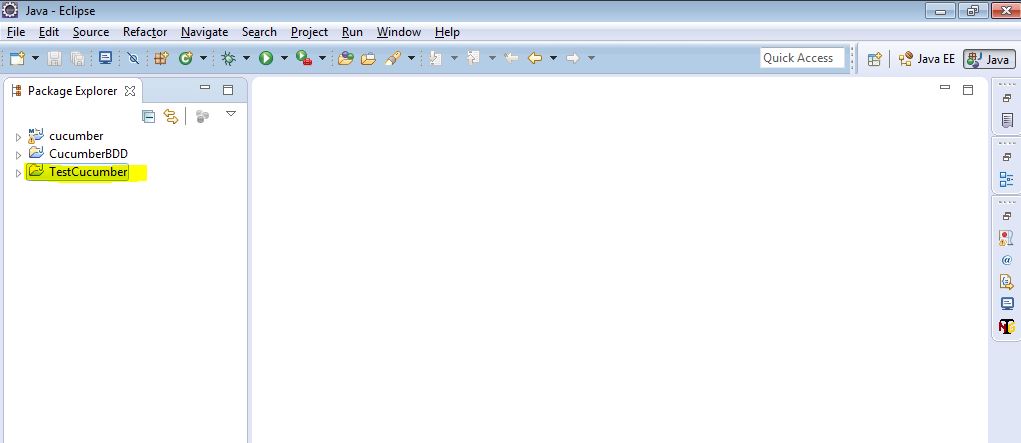 Java - Eclipse
File Edit Source Refactor Navigate Search Project Run Window Help
Quick Access
Java EE
Java
Package Explorer
cucumber
CucumberBDD
TestCucumber